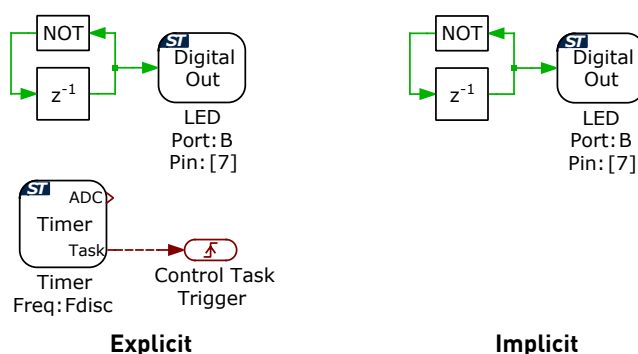 NOT
z-1
ST
Digital
Out
LED
Port:B
Pin:[7]
ST
ADC
Timer
Task
Timer
Freq:Fdisc
Control Task
Trigger
Explicit
NOT
z-1
ST
Digital
Out
LED
Port:B
Pin:[7]
Implicit